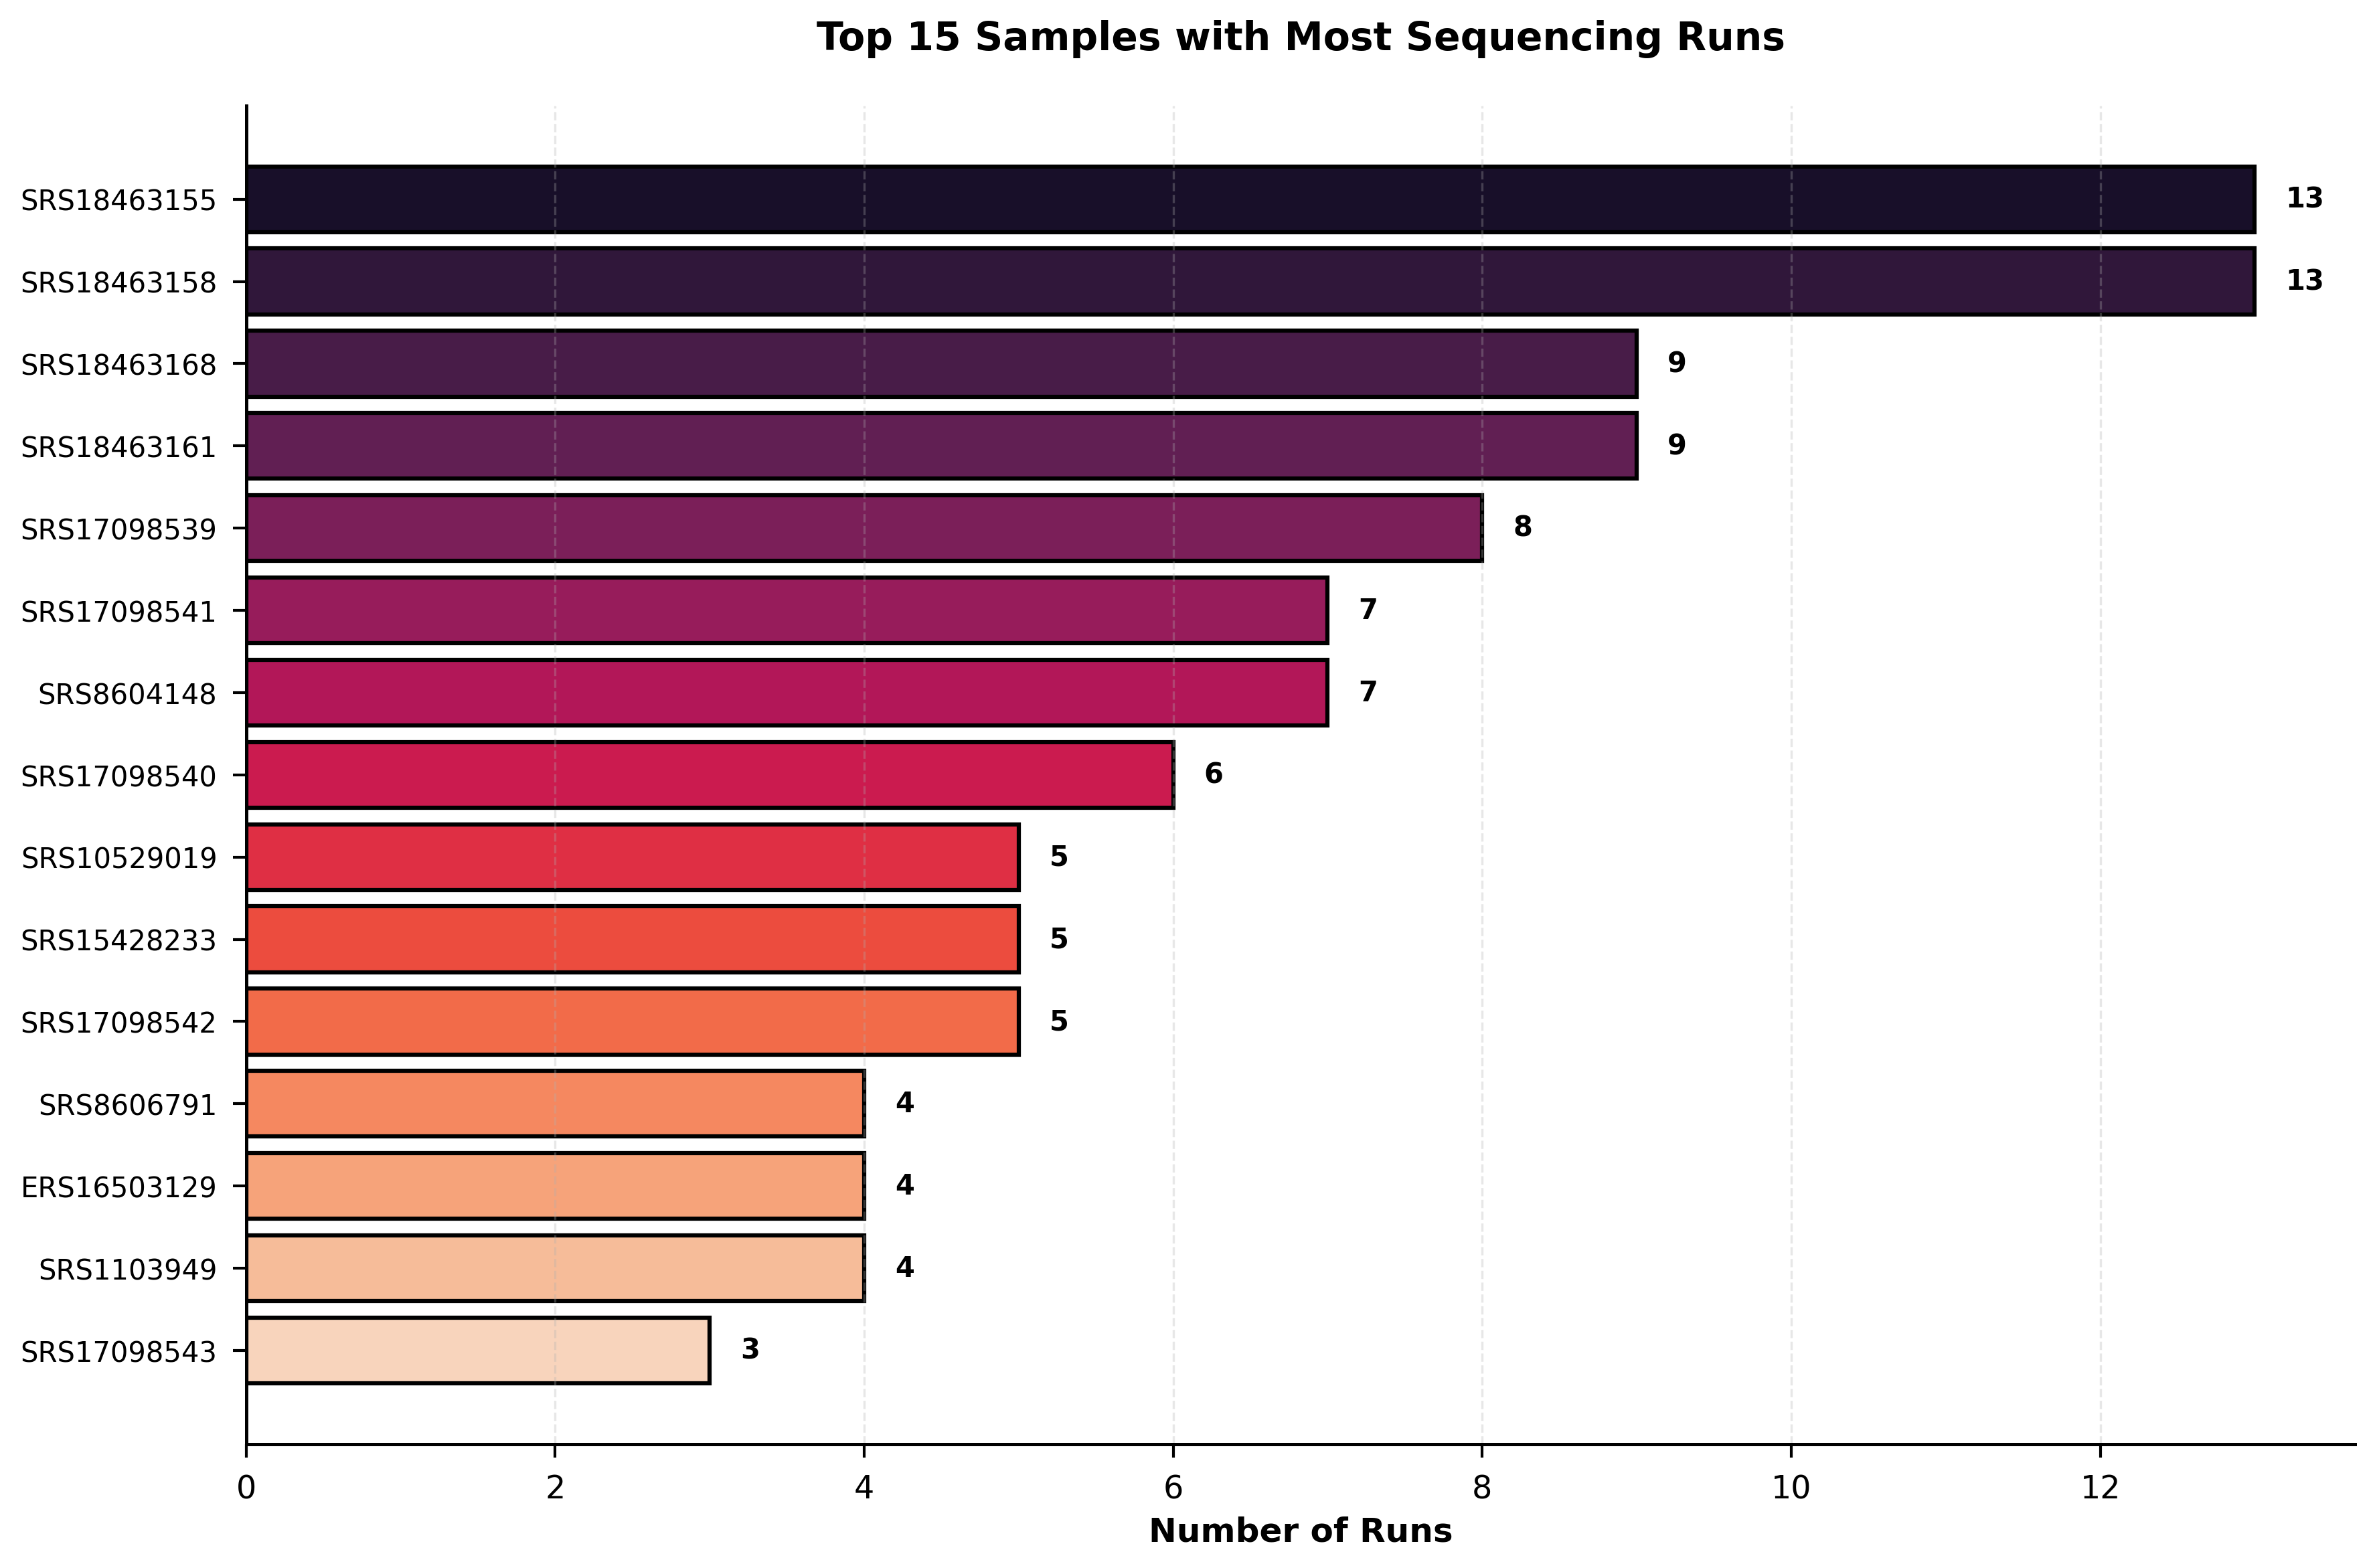 Top 15 Samples with Most Sequencing Runs
SRS18463155 13
SRS18463158 13
SRS18463168 9
SRS18463161 9
SRS17098539 8
SRS17098541 7
SRS8604148 7
SRS17098540 6
SRS10529019 5
SRS15428233 5
SRS17098542 5
SRS8606791 4
ERS16503129 4
SRS1103949 4
SRS17098543 3
0 2 4 6 8 10 12
Number of Runs